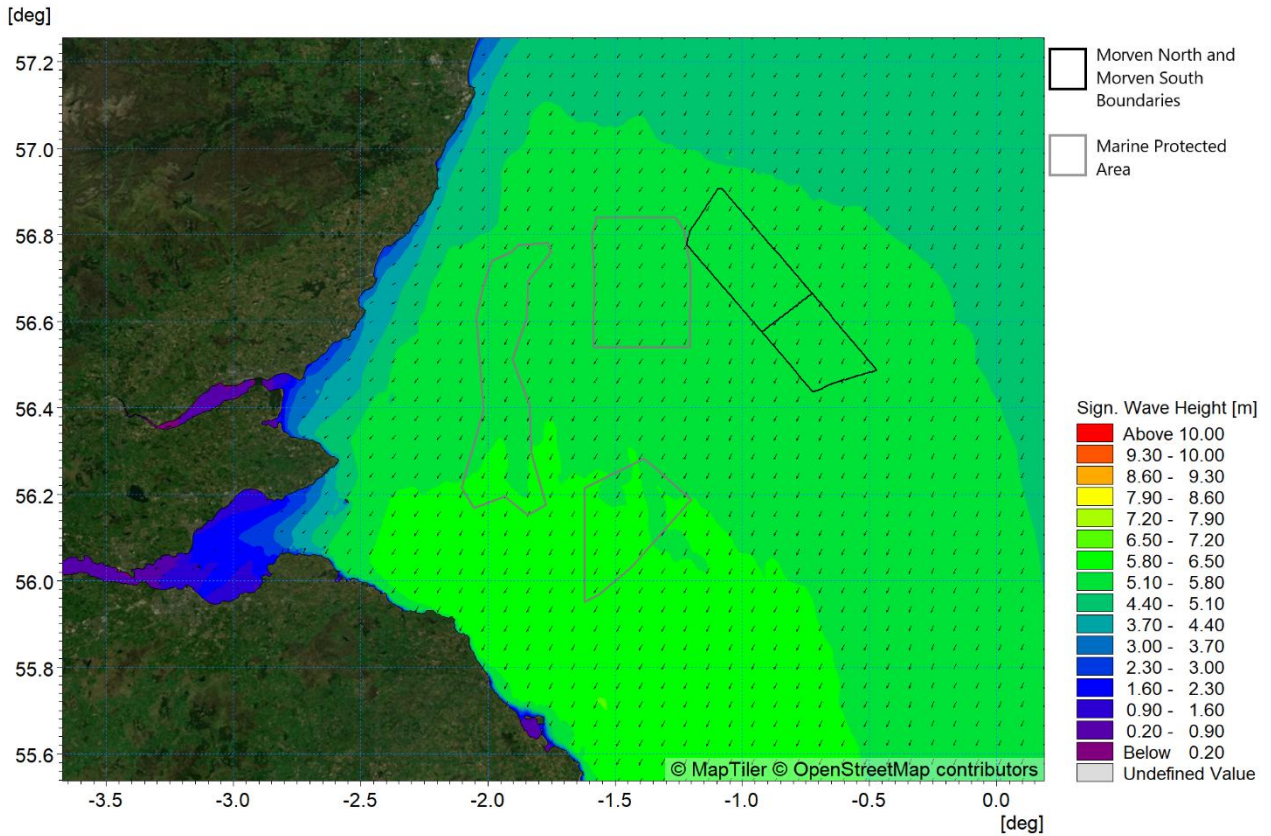 [deg]
57.2
57.0
56.8
56.6
56.4
56.2
56.0
55.8
55.6
-3.5 -3.0 -2.5 -2.0 -1.5 -1.0 -0.5 0.0
[deg]
© MapTiler © OpenStreetMap contributors
Morven North and
Morven South
Boundaries
Marine Protected
Area
Sign. Wave Height [m]
Above 10.00
9.30 - 10.00
8.60 - 9.30
7.90 - 8.60
7.20 - 7.90
6.50 - 7.20
5.80 - 6.50
5.10 - 5.80
4.40 - 5.10
3.70 - 4.40
3.00 - 3.70
2.30 - 3.00
1.60 - 2.30
0.90 - 1.60
0.20 - 0.90
Below 0.20
Undefined Value